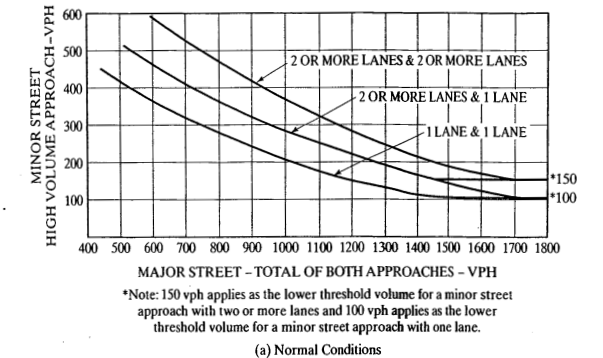 600
500
400
300
200
100
MINOR STREET
HIGH VOLUME APPROACH–VPH
2 OR MORE LANES & 2 OR MORE LANES
2 OR MORE LANES & 1 LANE
1 LANE & 1 LANE
*150
*100
400 500 600 700 800 900 1000 1100 1200 1300 1400 1500 1600 1700 1800
MAJOR STREET – TOTAL OF BOTH APPROACHES – VPH
*Note: 150 vph applies as the lower threshold volume for a minor street
approach with two or more lanes and 100 vph applies as the lower
threshold volume for a minor street approach with one lane.
(a) Normal Conditions